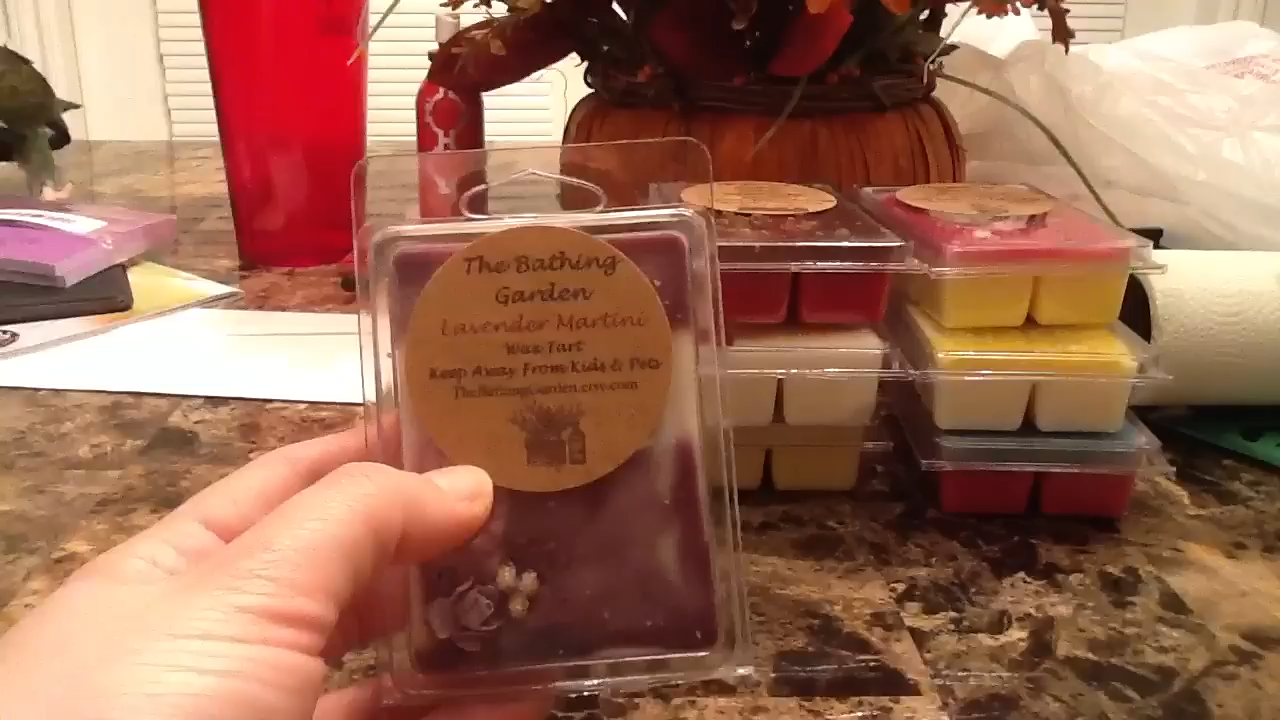 The Bathing
Garden
Lavender Martini
Wax Tart
Keep Away From Kids & Pets
TheBathingGarden.etsy.com